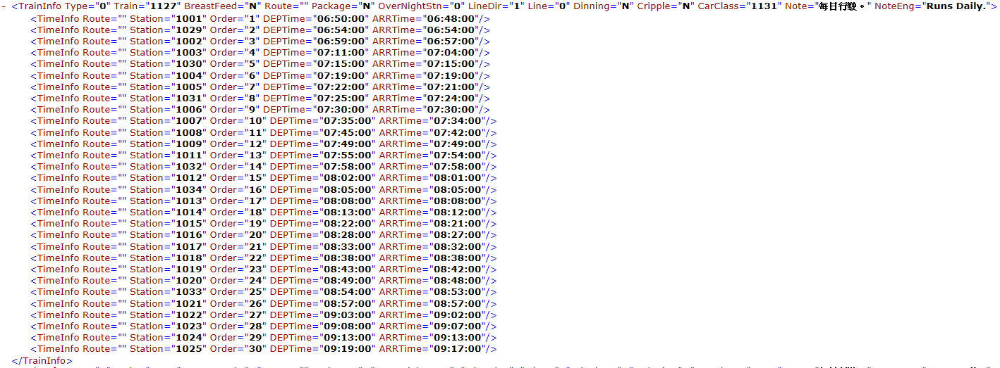 - <TrainInfo Type="0" Train="1127" BreastFeed="N" Route="" Package="N" OverNightStn="0" LineDir="1" Line="0" Dinning="N" Cripple="N" CarClass="1131" Note="每日行駛。" NoteEng="Runs Daily.">
<TimeInfo Route="" Station="1001" Order="1" DEPTime="06:50:00" ARRTime="06:48:00"/>
<TimeInfo Route="" Station="1029" Order="2" DEPTime="06:54:00" ARRTime="06:54:00"/>
<TimeInfo Route="" Station="1002" Order="3" DEPTime="06:59:00" ARRTime="06:57:00"/>
<TimeInfo Route="" Station="1003" Order="4" DEPTime="07:11:00" ARRTime="07:04:00"/>
<TimeInfo Route="" Station="1030" Order="5" DEPTime="07:15:00" ARRTime="07:15:00"/>
<TimeInfo Route="" Station="1004" Order="6" DEPTime="07:19:00" ARRTime="07:19:00"/>
<TimeInfo Route="" Station="1005" Order="7" DEPTime="07:22:00" ARRTime="07:21:00"/>
<TimeInfo Route="" Station="1031" Order="8" DEPTime="07:25:00" ARRTime="07:24:00"/>
<TimeInfo Route="" Station="1006" Order="9" DEPTime="07:30:00" ARRTime="07:30:00"/>
<TimeInfo Route="" Station="1007" Order="10" DEPTime="07:35:00" ARRTime="07:34:00"/>
<TimeInfo Route="" Station="1008" Order="11" DEPTime="07:45:00" ARRTime="07:42:00"/>
<TimeInfo Route="" Station="1009" Order="12" DEPTime="07:49:00" ARRTime="07:49:00"/>
<TimeInfo Route="" Station="1011" Order="13" DEPTime="07:55:00" ARRTime="07:54:00"/>
<TimeInfo Route="" Station="1032" Order="14" DEPTime="07:58:00" ARRTime="07:58:00"/>
<TimeInfo Route="" Station="1012" Order="15" DEPTime="08:02:00" ARRTime="08:01:00"/>
<TimeInfo Route="" Station="1034" Order="16" DEPTime="08:05:00" ARRTime="08:05:00"/>
<TimeInfo Route="" Station="1013" Order="17" DEPTime="08:08:00" ARRTime="08:08:00"/>
<TimeInfo Route="" Station="1014" Order="18" DEPTime="08:13:00" ARRTime="08:12:00"/>
<TimeInfo Route="" Station="1015" Order="19" DEPTime="08:22:00" ARRTime="08:21:00"/>
<TimeInfo Route="" Station="1016" Order="20" DEPTime="08:28:00" ARRTime="08:27:00"/>
<TimeInfo Route="" Station="1017" Order="21" DEPTime="08:33:00" ARRTime="08:32:00"/>
<TimeInfo Route="" Station="1018" Order="22" DEPTime="08:38:00" ARRTime="08:38:00"/>
<TimeInfo Route="" Station="1019" Order="23" DEPTime="08:43:00" ARRTime="08:42:00"/>
<TimeInfo Route="" Station="1020" Order="24" DEPTime="08:49:00" ARRTime="08:48:00"/>
<TimeInfo Route="" Station="1033" Order="25" DEPTime="08:54:00" ARRTime="08:53:00"/>
<TimeInfo Route="" Station="1021" Order="26" DEPTime="08:57:00" ARRTime="08:57:00"/>
<TimeInfo Route="" Station="1022" Order="27" DEPTime="09:03:00" ARRTime="09:02:00"/>
<TimeInfo Route="" Station="1023" Order="28" DEPTime="09:08:00" ARRTime="09:07:00"/>
<TimeInfo Route="" Station="1024" Order="29" DEPTime="09:13:00" ARRTime="09:13:00"/>
<TimeInfo Route="" Station="1025" Order="30" DEPTime="09:19:00" ARRTime="09:17:00"/>
</TrainInfo>